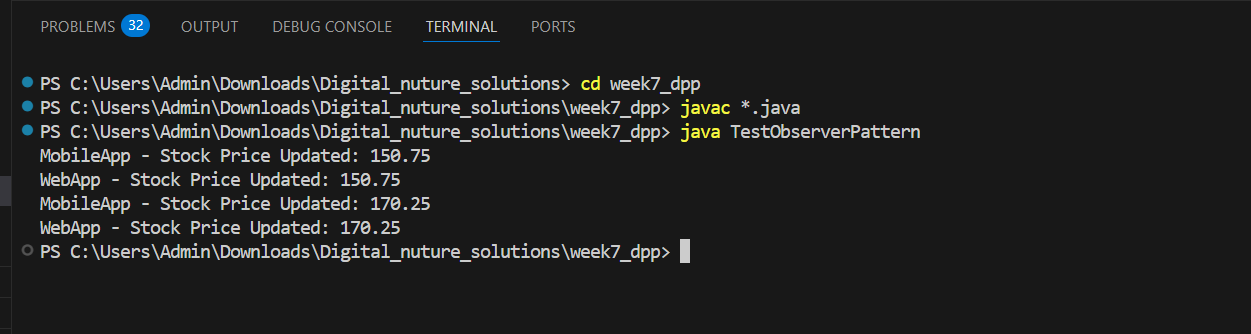 PROBLEMS 32 OUTPUT DEBUG CONSOLE TERMINAL PORTS
PS C:\Users\Admin\Downloads\Digital_nuture_solutions> cd week7_dpp
PS C:\Users\Admin\Downloads\Digital_nuture_solutions\week7_dpp> javac *.java
PS C:\Users\Admin\Downloads\Digital_nuture_solutions\week7_dpp> java TestObserverPattern
MobileApp - Stock Price Updated: 150.75
WebApp - Stock Price Updated: 150.75
MobileApp - Stock Price Updated: 170.25
WebApp - Stock Price Updated: 170.25
PS C:\Users\Admin\Downloads\Digital_nuture_solutions\week7_dpp>